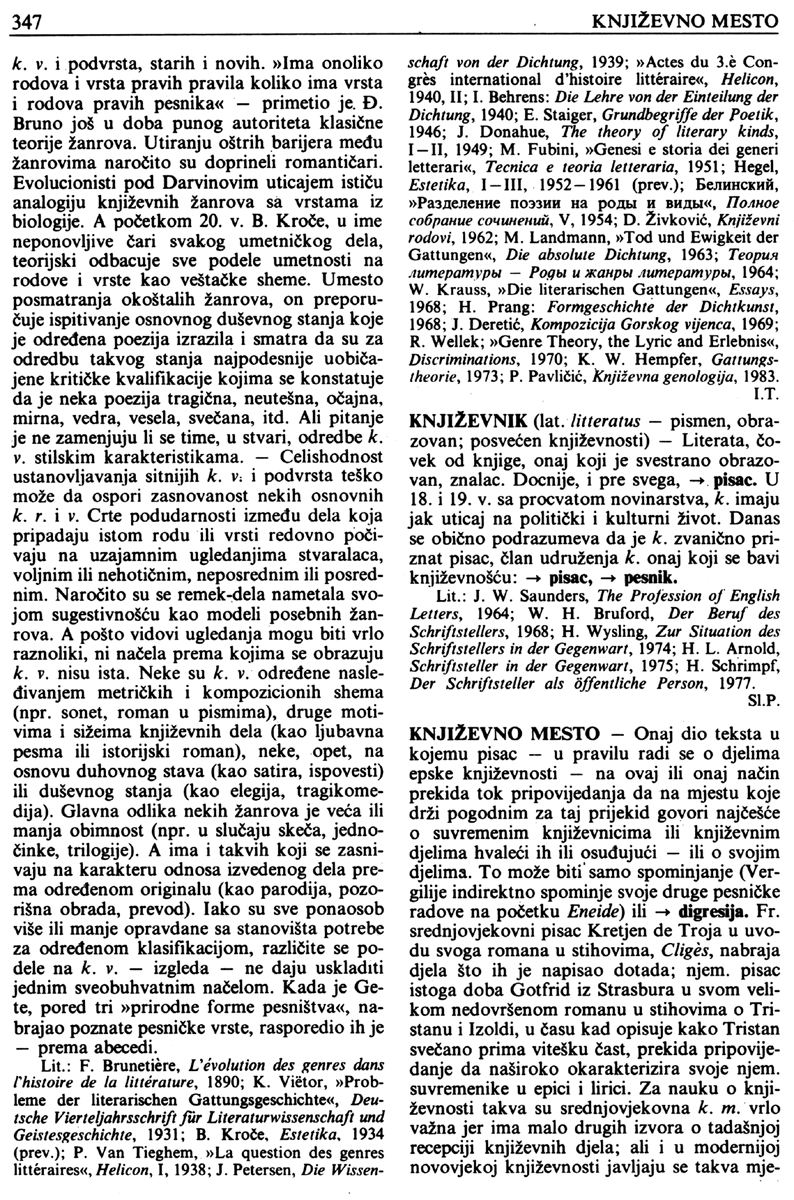 347
KNJIŽEVNO MESTO
k. v. i podvrsta, starih i novih. »Ima onoliko
rodova i vrsta pravih pravila koliko ima vrsta
i rodova pravih pesnika« — primetio je Đ.
Bruno još u doba punog autoriteta klasične
teorije žanrova. Utiranju oštrih barijera među
žanrovima naročito su doprineli romantičari.
Evolucionisti pod Darvinovim uticajem ističu
analogiju književnih žanrova sa vrstama iz
biologije. A početkom 20. v. B. Kroče, u ime
neponovljive čari svakog umetničkog dela,
teorijski odbacuje sve podele umetnosti na
rodove i vrste kao veštačke sheme. Umesto
posmatranja okoštalih žanrova, on preporu-
čuje ispitivanje osnovnog duševnog stanja koje
je određena poezija izrazila i smatra da su za
odredbu takvog stanja najpodesnije uobiča-
jene kritičke kvalifikacije kojima se konstatuje
da je neka poezija tragična, neutešna, očajna,
mirna, vedra, vesela, svečana, itd. Ali pitanje
je ne zamenjuju li se time, u stvari, odredbe k.
v. stilskim karakteristikama. — Celishodnost
ustanovljavanja sitnijih k. v. i podvrsta teško
može da ospori zasnovanost nekih osnovnih
k. r. i v. Crte podudarnosti između dela koja
pripadaju istom rodu ili vrsti redovno poči-
vaju na uzajamnim ugledanjima stvaralaca,
voljnim ili nehotičnim, neposrednim ili posred-
nim. Naročito su se remek-dela nametala svo-
jom sugestivnošću kao modeli posebnih žan-
rova. A pošto vidovi ugledanja mogu biti vrlo
raznoliki, ni načela prema kojima se obrazuju
k. v. nisu ista. Neke su k. v. određene nasle-
đivanjem metričkih i kompozicionih shema
(npr. sonet, roman u pismima), druge moti-
vima i sižeima književnih dela (kao ljubavna
pesma ili istorijski roman), neke, opet, na
osnovu duhovnog stava (kao satira, ispovesti)
ili duševnog stanja (kao elegija, tragikome-
dija). Glavna odlika nekih žanrova je veća ili
manja obimnost (npr. u slučaju skeča, jedno-
činke, trilogije). A ima i takvih koji se zasni-
vaju na karakteru odnosa izvedenog dela pre-
ma određenom originalu (kao parodija, pozo-
rišna obrada, prevod). Iako su sve ponaosob
više ili manje opravdane sa stanovišta potrebe
za određenom klasifikacijom, različite se po-
dele na k. v. — izgleda — ne daju uskladiti
jednim sveobuhvatnim načelom. Kada je Ge-
te, pored tri »prirodne forme pesništva«, na-
brajao poznate pesničke vrste, rasporedio ih je
— prema abecedi.
Lit.: F. Brunetière, L'évolution des genres dans
l'histoire de la littérature, 1890; K. Viëtor, »Prob-
leme der literarischen Gattungsgeschichte«, Deu-
tsche Vierteljahrsschrift für Literaturwissenschaft und
Geistesgeschichte, 1931; B. Kroče, Estetika, 1934
(prev.); P. Van Tieghem, »La question des genres
littéraires«, Helicon, I, 1938; J. Petersen, Die Wissen-
schaft von der Dichtung, 1939; »Actes du 3.è Con-
grès international d'histoire littéraire«, Helicon,
1940, II; I. Behrens: Die Lehre von der Einteilung der
Dichtung, 1940; E. Staiger, Grundbegriffe der Poetik,
1946; J. Donahue, The theory of literary kinds,
I—II, 1949; M. Fubini, »Genesi e storia dei generi
letterari«, Tecnica e teoria letteraria, 1951; Hegel,
Estetika, I—III, 1952—1961 (prev.); Белинский,
»Разделение поэзии на роды и виды«, Полное
собрание сочинений, V, 1954; D. Živković, Književni
rodovi, 1962; M. Landmann, »Tod und Ewigkeit der
Gattungen«, Die absolute Dichtung, 1963; Теория
литературы — Роды и жанры литературы, 1964;
W. Krauss, »Die literarischen Gattungen«, Essays,
1968; H. Prang: Formgeschichte der Dichtkunst,
1968; J. Deretić, Kompozicija Gorskog vijenca, 1969;
R. Wellek; »Genre Theory, the Lyric and Erlebnis«,
Discriminations, 1970; K. W. Hempfer, Gattungs-
theorie, 1973; P. Pavličić, Književna genologija, 1983.
I.T.
KNJIŽEVNIK (lat. litteratus — pismen, obra-
zovan; posvećen književnosti) — Literata, čo-
vek od knjige, onaj koji je svestrano obrazo-
van, znalac. Docnije, i pre svega, → pisac. U
18. i 19. v. sa procvatom novinarstva, k. imaju
jak uticaj na politički i kulturni život. Danas
se obično podrazumeva da je k. zvanično pri-
znat pisac, član udruženja k. onaj koji se bavi
književnošću: → pisac, → pesnik.
Lit.: J. W. Saunders, The Profession of English
Letters, 1964; W. H. Bruford, Der Beruf des
Schriftstellers, 1968; H. Wysling, Zur Situation des
Schriftstellers in der Gegenwart, 1974; H. L. Arnold,
Schriftsteller in der Gegenwart, 1975; H. Schrimpf,
Der Schriftsteller als öffentliche Person, 1977.
Sl.P.
KNJIŽEVNO MESTO — Onaj dio teksta u
kojemu pisac — u pravilu radi se o djelima
epske književnosti — na ovaj ili onaj način
prekida tok pripovijedanja da na mjestu koje
drži pogodnim za taj prijekid govori najčešće
o suvremenim književnicima ili književnim
djelima hvaleći ih ili osuđujući — ili o svojim
djelima. To može biti samo spominjanje (Ver-
gilije indirektno spominje svoje druge pesničke
radove na početku Eneide) ili → digresija. Fr.
srednjovjekovni pisac Kretjen de Troja u uvo-
du svoga romana u stihovima, Cligès, nabraja
djela što ih je napisao dotada; njem. pisac
istoga doba Gotfrid iz Strasbura u svom veli-
kom nedovršenom romanu u stihovima o Tri-
stanu i Izoldi, u času kad opisuje kako Tristan
svečano prima vitešku čast, prekida pripovije-
danje da naširoko okarakterizira svoje njem.
suvremenike u epici i lirici. Za nauku o knji-
ževnosti takva su srednjovjekovna k. m. vrlo
važna jer ima malo drugih izvora o tadašnjoj
recepciji književnih djela; ali i u modernijoj
novovjekoj književnosti javljaju se takva mje-